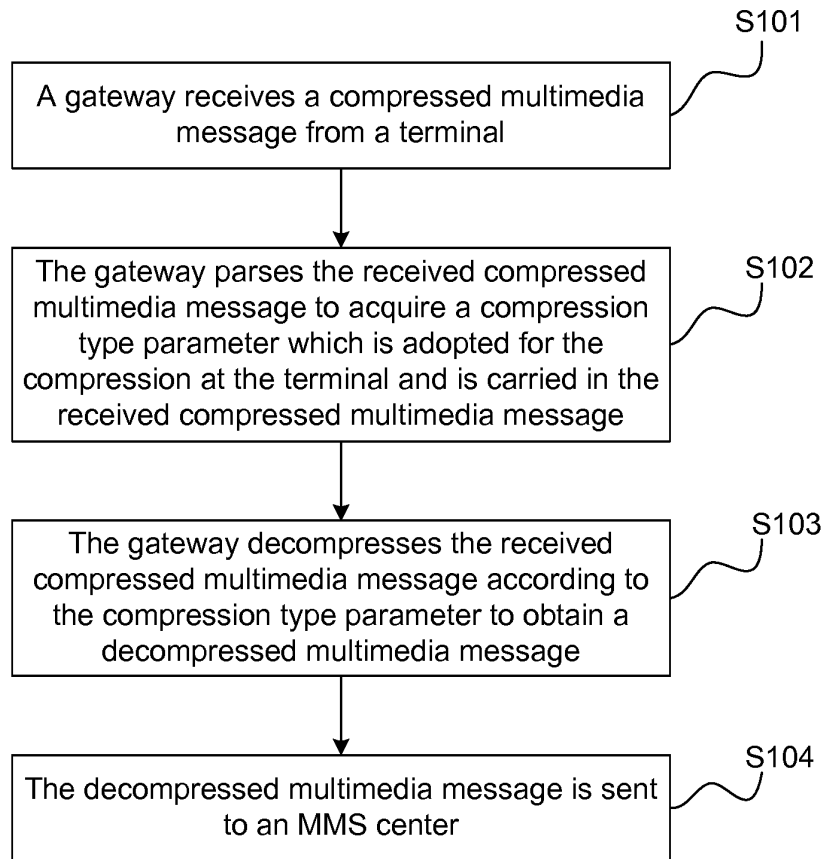 S101
A gateway receives a compressed multimedia
message from a terminal
S102
The gateway parses the received compressed
multimedia message to acquire a compression
type parameter which is adopted for the
compression at the terminal and is carried in the
received compressed multimedia message
S103
The gateway decompresses the received
compressed multimedia message according to
the compression type parameter to obtain a
decompressed multimedia message
S104
The decompressed multimedia message is sent
to an MMS center